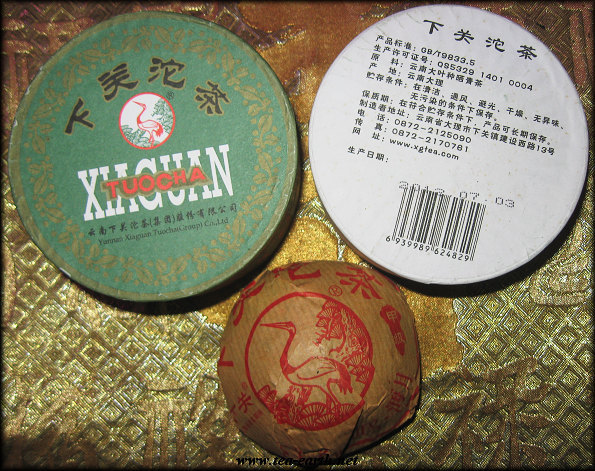 下关沱茶
®
XIAGUAN
TUOCHA
云南下关沱茶(集团)股份有限公司
Yunnan Xiaguan Tuocha(Group) Co.,Ltd
下关沱茶
产品标准: GB/T9833.5
生产许可证号: QS5329 1401 0004
原 料: 云南大叶种晒青茶
产 地: 云南大理
贮存条件: 在清洁、通风、避光、干燥、无异味、
无污染的条件下保存。
保质期: 在符合贮存条件下,产品可长期保存。
制造者地址: 云南省大理市下关镇建设西路13号
电 话: 0872-2125090
传 真: 0872-2170761
网 址: www.xgtea.com
生产日期:
2012.07.03
6939989624829
下关沱茶
®